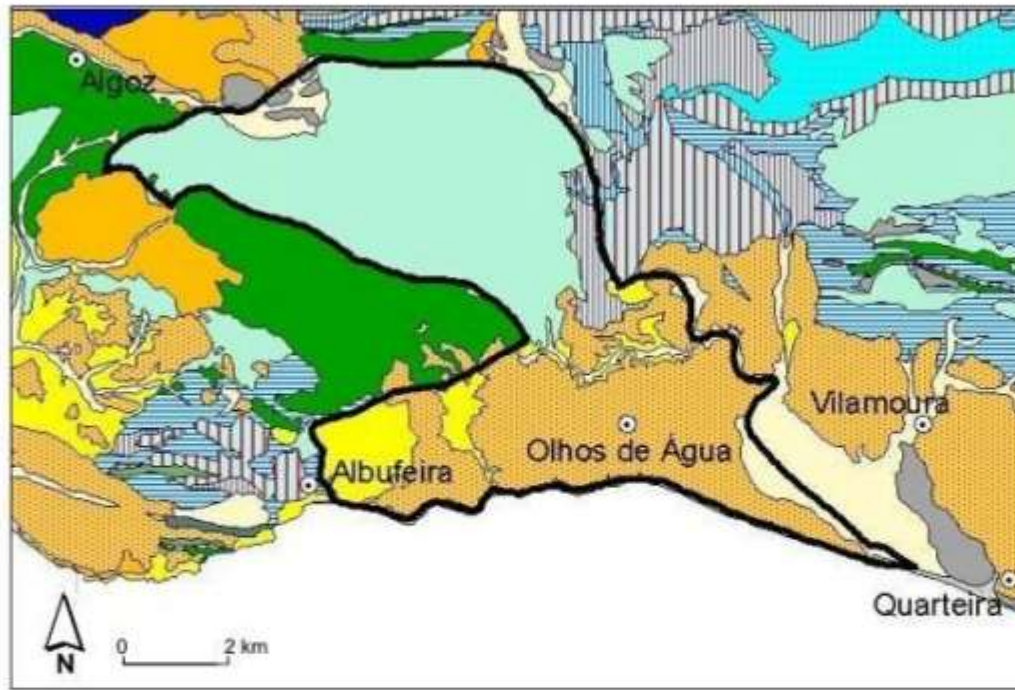 Algoz
Vilamoura
Olhos de Água
Albufeira
Quarteira
N
0 2 km